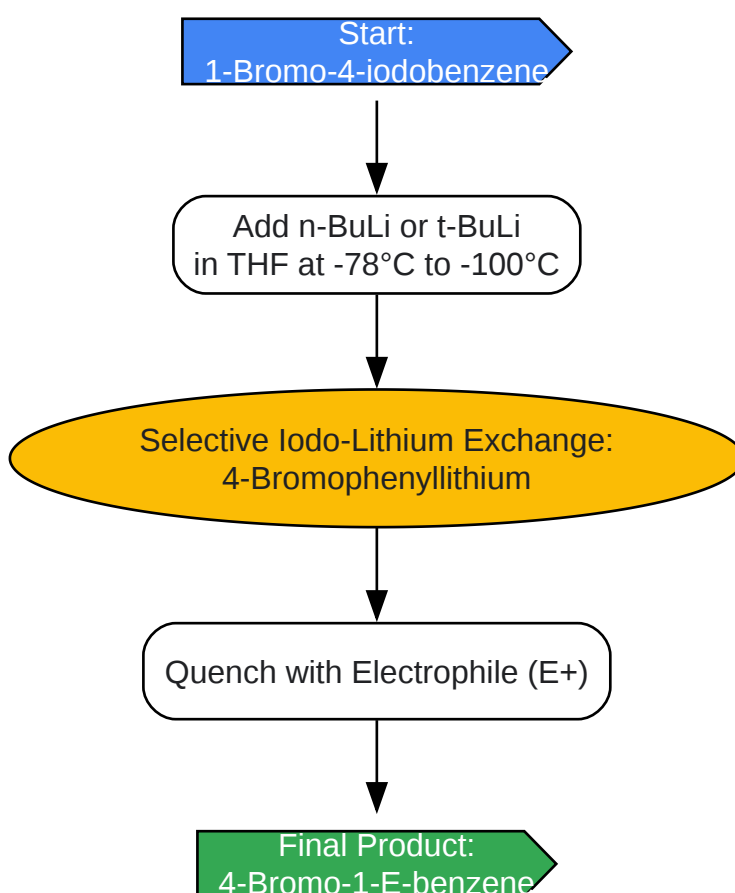 Start:
1-Bromo-4-iodobenzene
Add n-BuLi or t-BuLi
in THF at -78°C to -100°C
Selective Iodo-Lithium Exchange:
4-Bromophenyllithium
Quench with Electrophile (E+)
Final Product:
4-Bromo-1-E-benzene